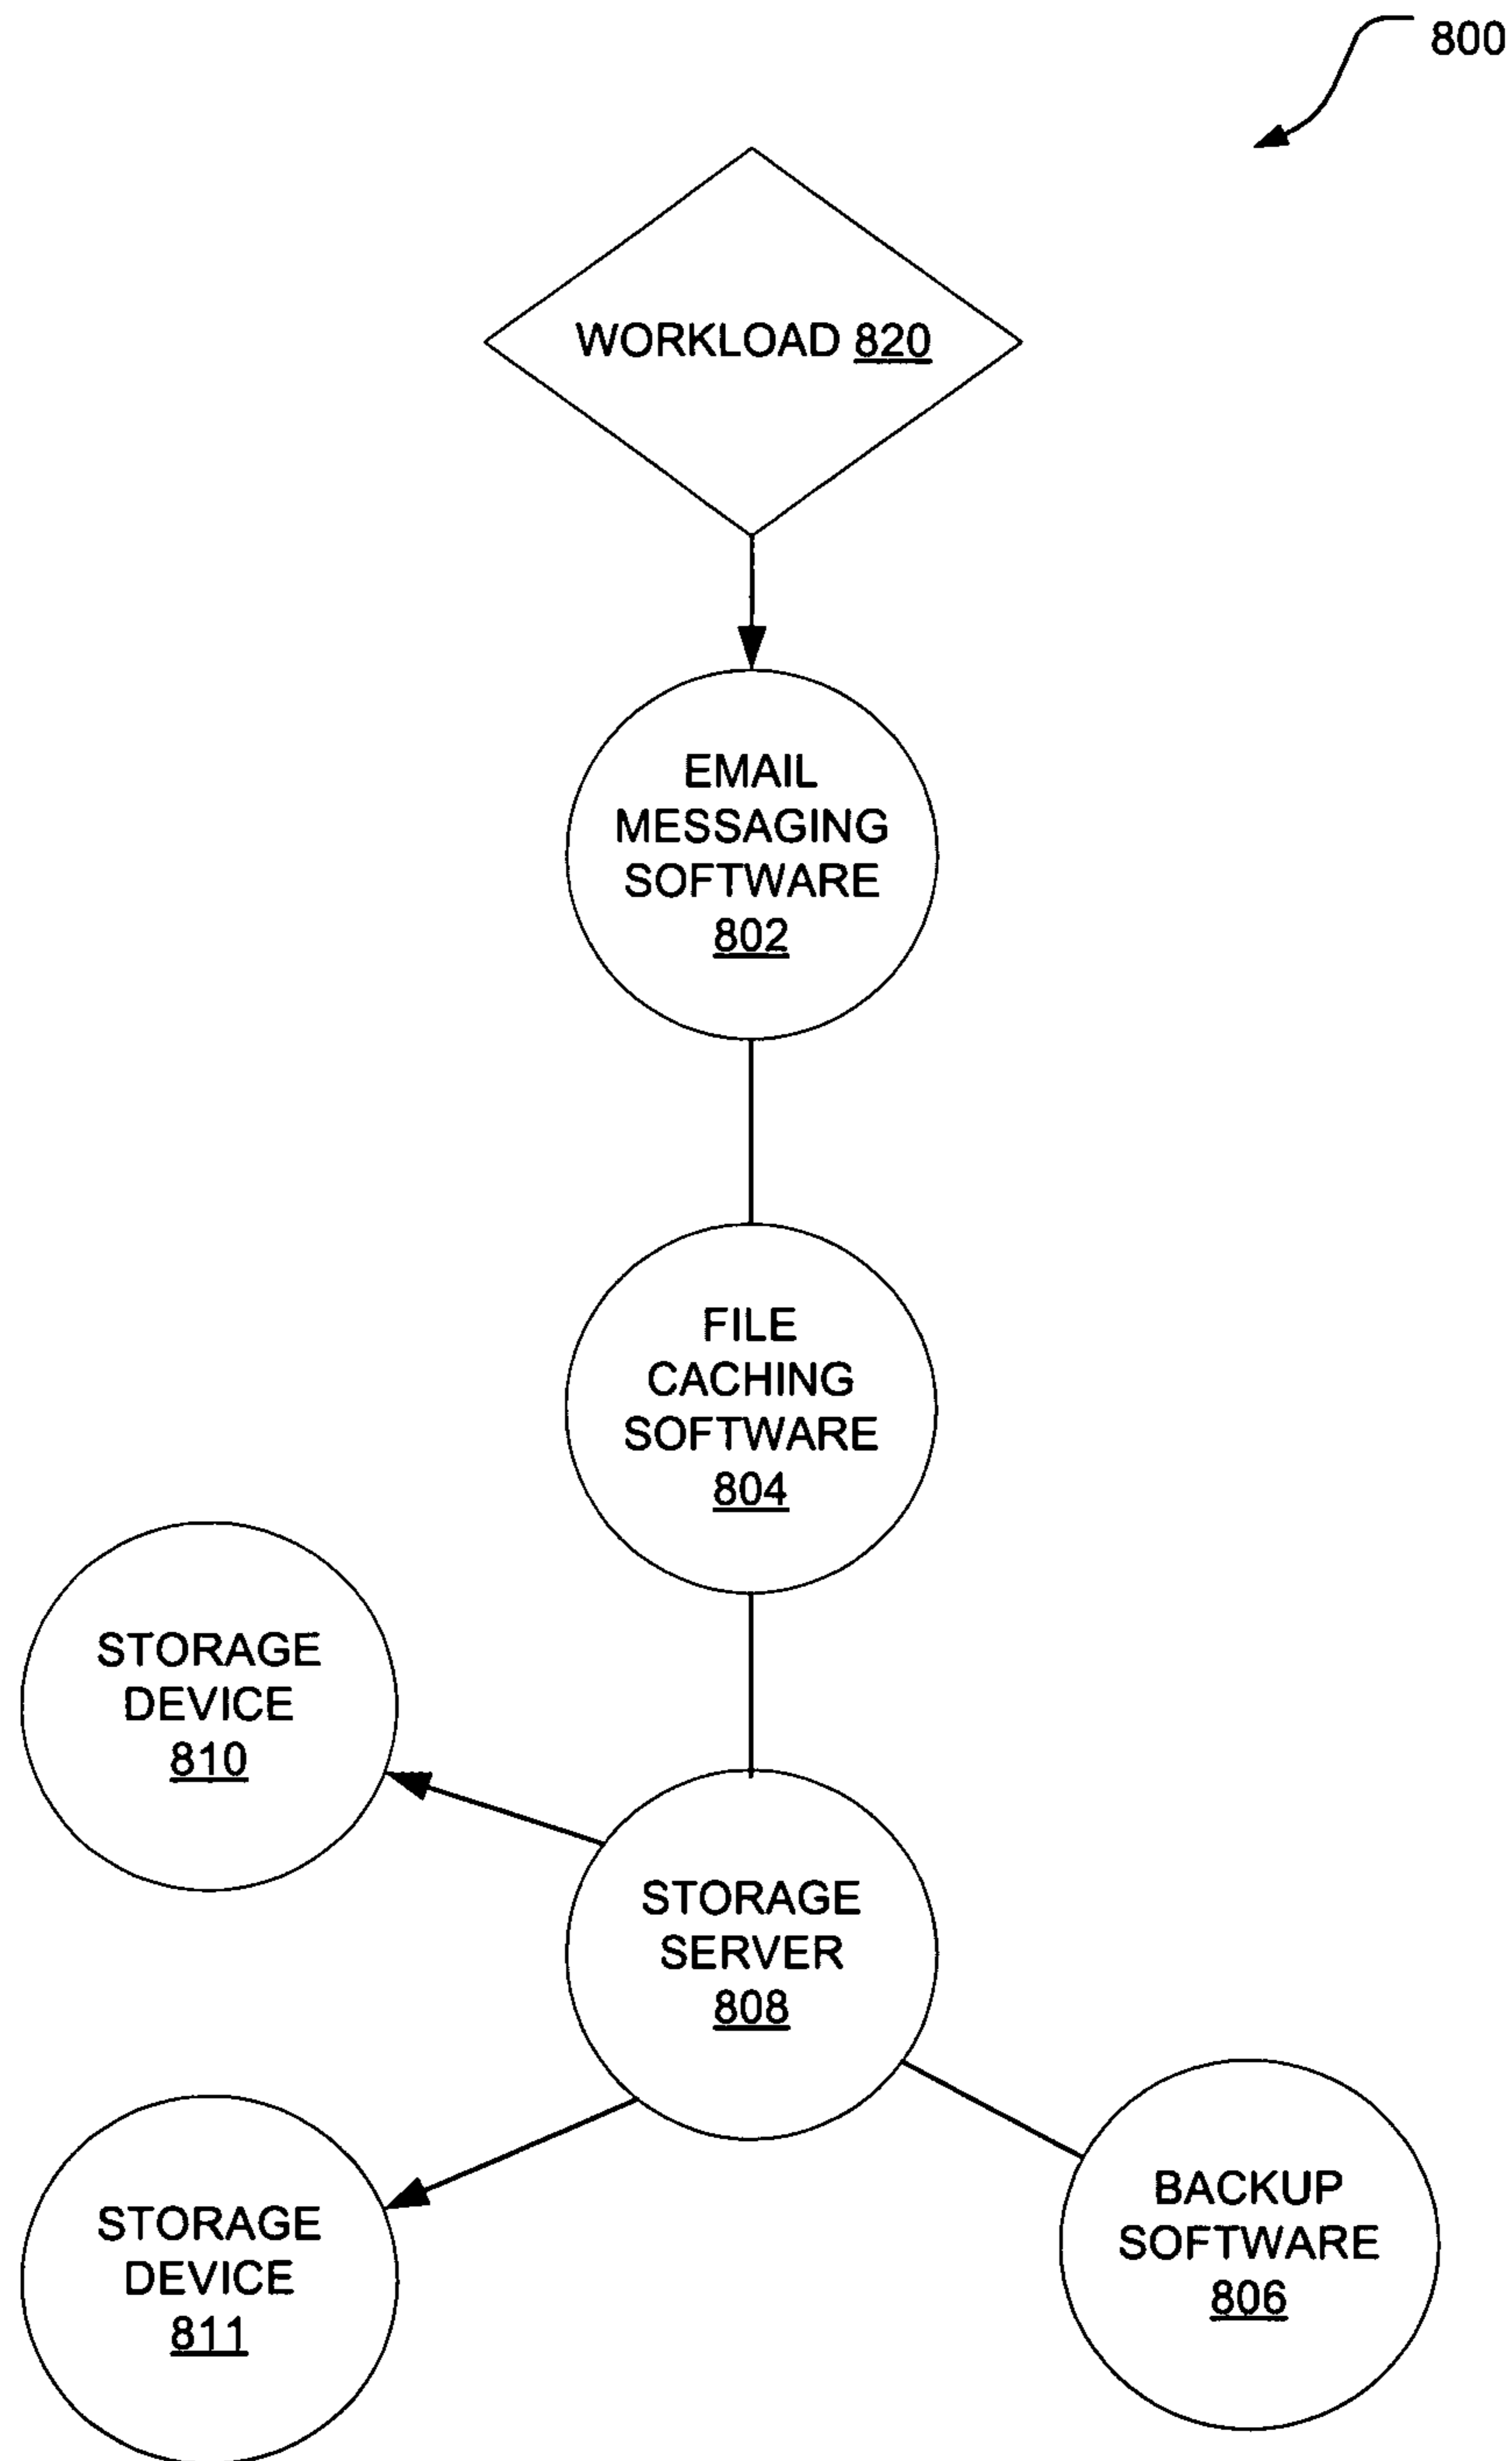 800
WORKLOAD 820
EMAIL
MESSAGING
SOFTWARE
802
FILE
CACHING
SOFTWARE
804
STORAGE
DEVICE
810
STORAGE
SERVER
808
STORAGE
DEVICE
811
BACKUP
SOFTWARE
806